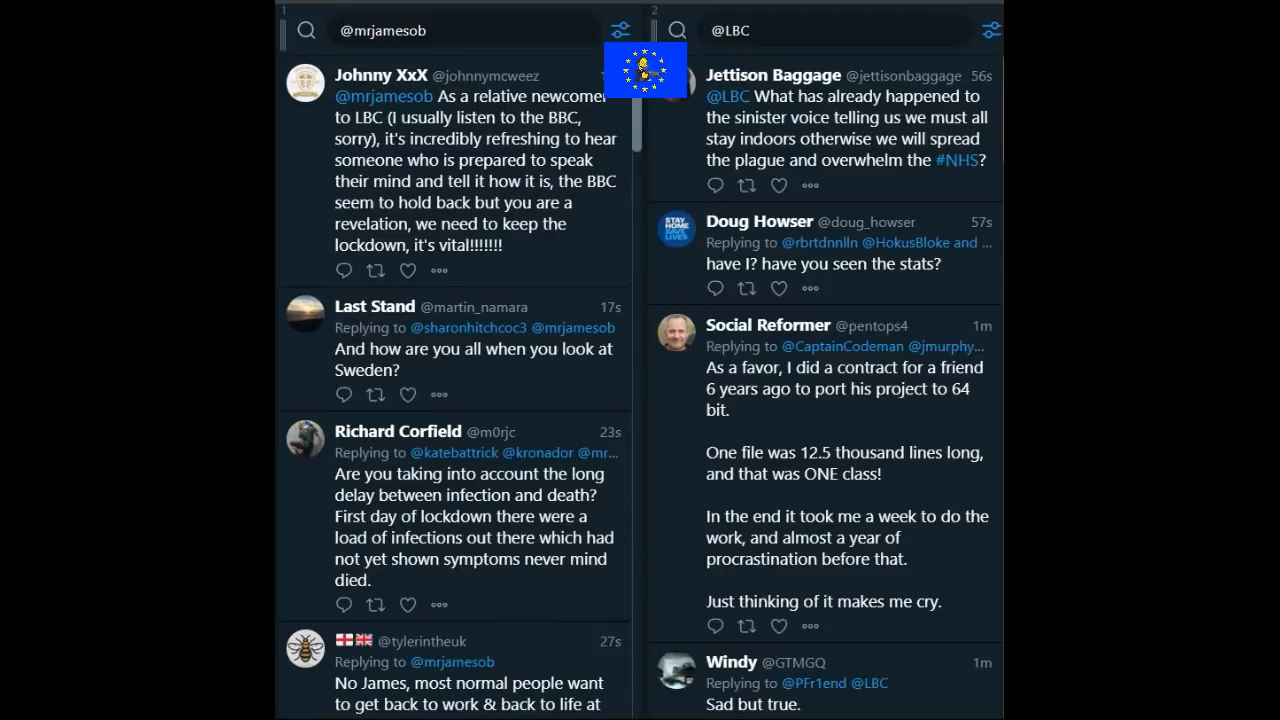 1
@mrjamesob
Johnny XxX @johnnymcweez
@mrjamesob As a relative newcomer
to LBC (I usually listen to the BBC,
sorry), it's incredibly refreshing to hear
someone who is prepared to speak
their mind and tell it how it is, the BBC
seem to hold back but you are a
revelation, we need to keep the
lockdown, it's vital!!!!!!!
Last Stand @martin_namara 17s
Replying to @sharonhitchcoc3 @mrjamesob
And how are you all when you look at
Sweden?
Richard Corfield @m0rjc 23s
Replying to @katebattrick @kronador @mr...
Are you taking into account the long
delay between infection and death?
First day of lockdown there were a
load of infections out there which had
not yet shown symptoms never mind
died.
@tylerintheuk 27s
Replying to @mrjamesob
No James, most normal people want
to get back to work & back to life at
2
@LBC
Jettison Baggage @jettisonbaggage 56s
@LBC What has already happened to
the sinister voice telling us we must all
stay indoors otherwise we will spread
the plague and overwhelm the #NHS?
STAY
HOME
SAVE
LIVES
Doug Howser @doug_howser 57s
Replying to @rbrtdnnlln @HokusBloke and ...
have I? have you seen the stats?
Social Reformer @pentops4 1m
Replying to @CaptainCodeman @jmurphy...
As a favor, I did a contract for a friend
6 years ago to port his project to 64
bit.
One file was 12.5 thousand lines long,
and that was ONE class!
In the end it took me a week to do the
work, and almost a year of
procrastination before that.
Just thinking of it makes me cry.
Windy @GTMGQ 1m
Replying to @PFr1end @LBC
Sad but true.